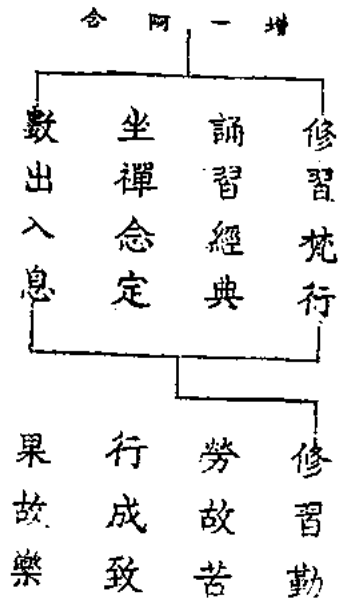 增一阿含
修習梵行
誦習經典
坐禪念定
數出入息
修習勤
勞故苦
行成致
果故樂